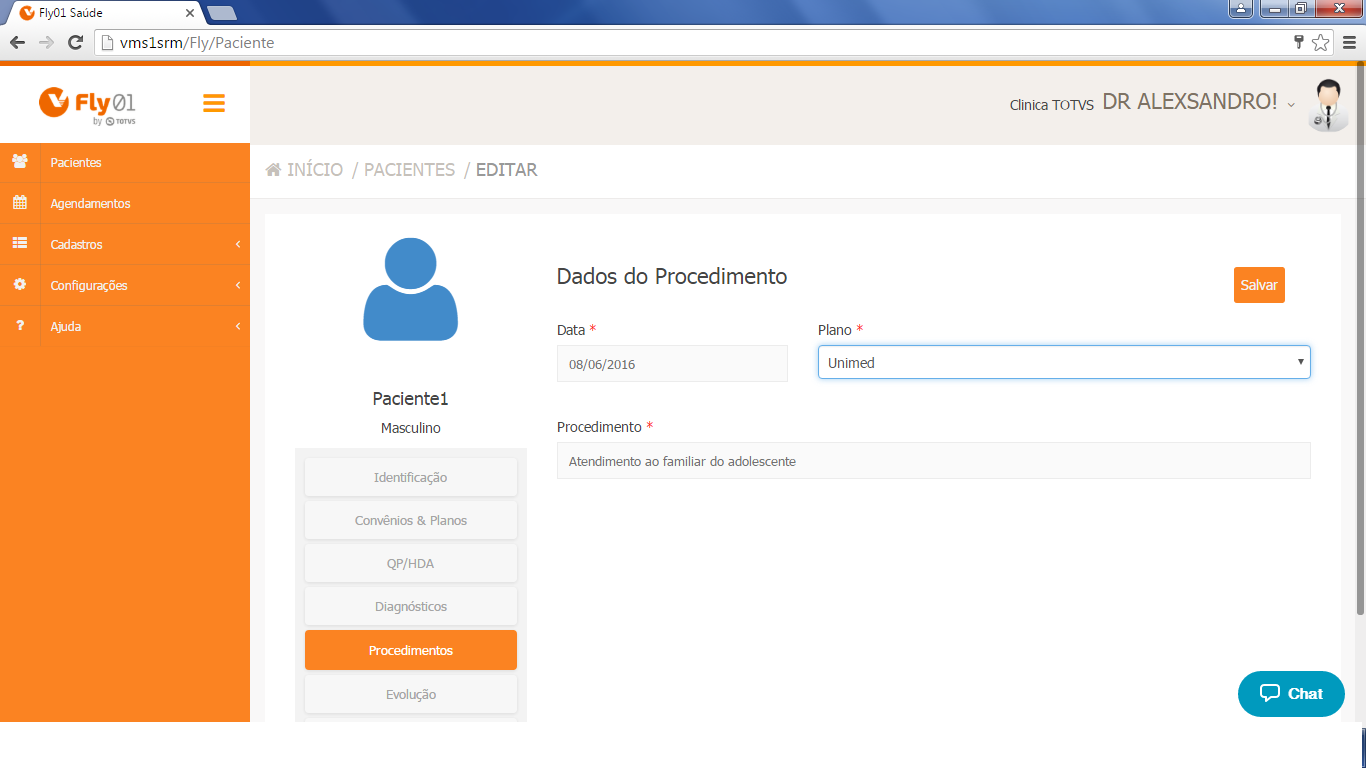 Fly01 Saúde
vms1srm/Fly/Paciente
Fly01
by TOTVS
Clinica TOTVS DR ALEXSANDRO!
Pacientes
Agendamentos
Cadastros
Configurações
Ajuda
INÍCIO / PACIENTES / EDITAR
Paciente1
Masculino
Identificação
Convênios & Planos
QP/HDA
Diagnósticos
Procedimentos
Evolução
Dados do Procedimento
Salvar
Data *
Plano *
08/06/2016
Unimed
Procedimento *
Atendimento ao familiar do adolescente
Chat